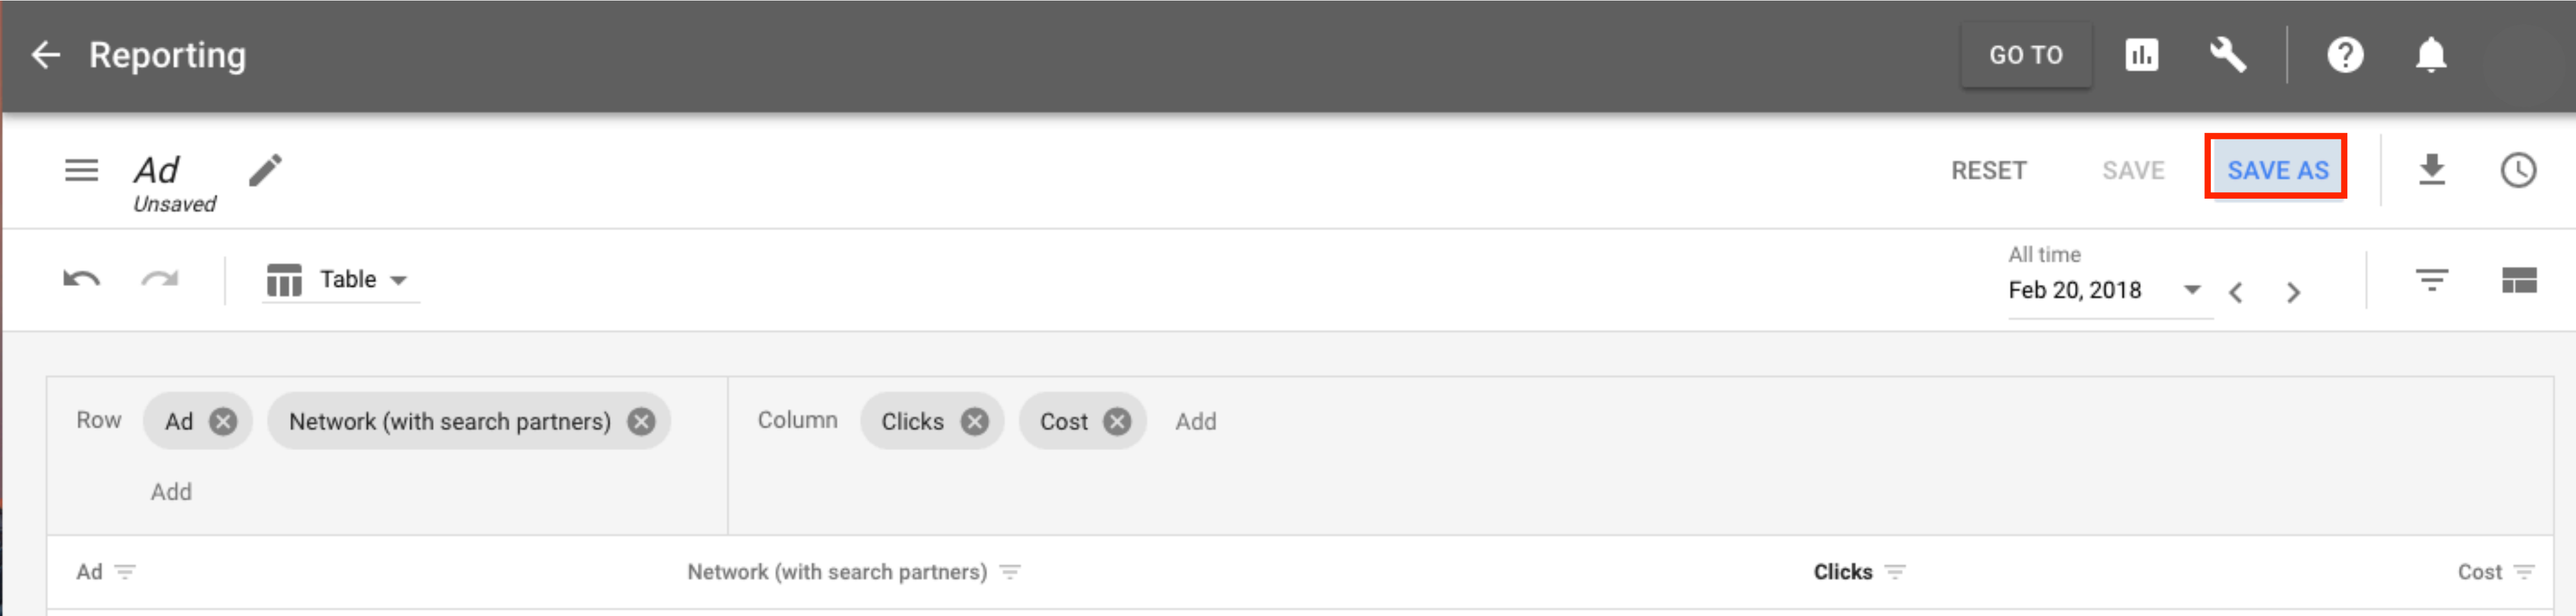 Reporting GO TO
Ad RESET SAVE SAVE AS
Unsaved
All time
Table Feb 20, 2018
Row Ad Network (with search partners) Column Clicks Cost Add
Add
Ad Network (with search partners) Clicks Cost